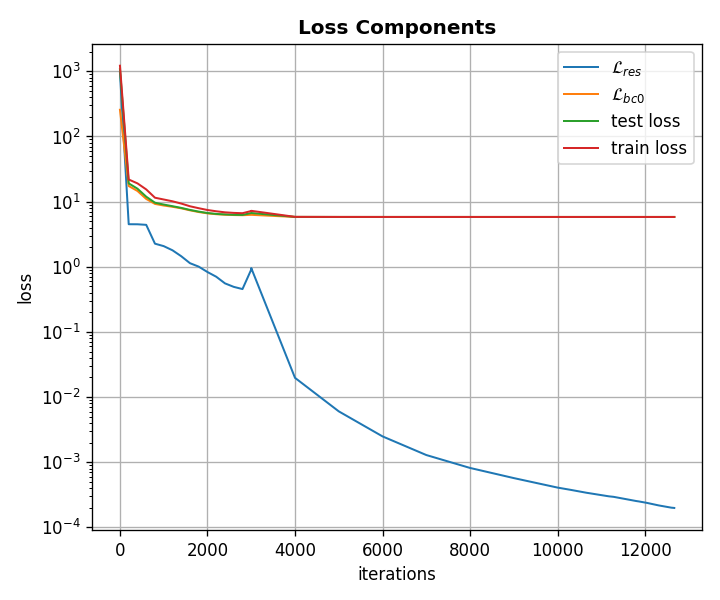 Loss Components
10³
10²
10¹
10⁰
10⁻¹
10⁻²
10⁻³
10⁻⁴
loss
ℒres
ℒbc0
test loss
train loss
0 2000 4000 6000 8000 10000 12000
iterations